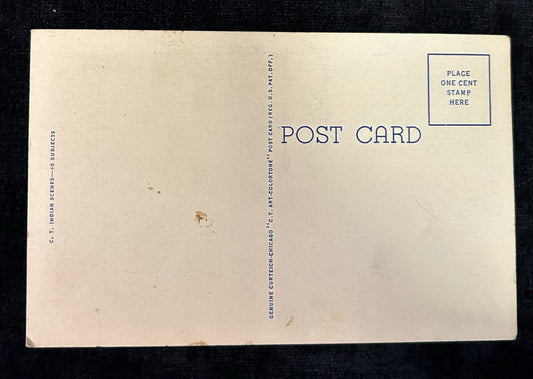 C. T. INDIAN SCENES—10 SUBJECTS
GENUINE CURTEICH-CHICAGO "C.T. ART-COLORTONE" POST CARD (REG. U.S. PAT. OFF.)
POST CARD
PLACE
ONE CENT
STAMP
HERE